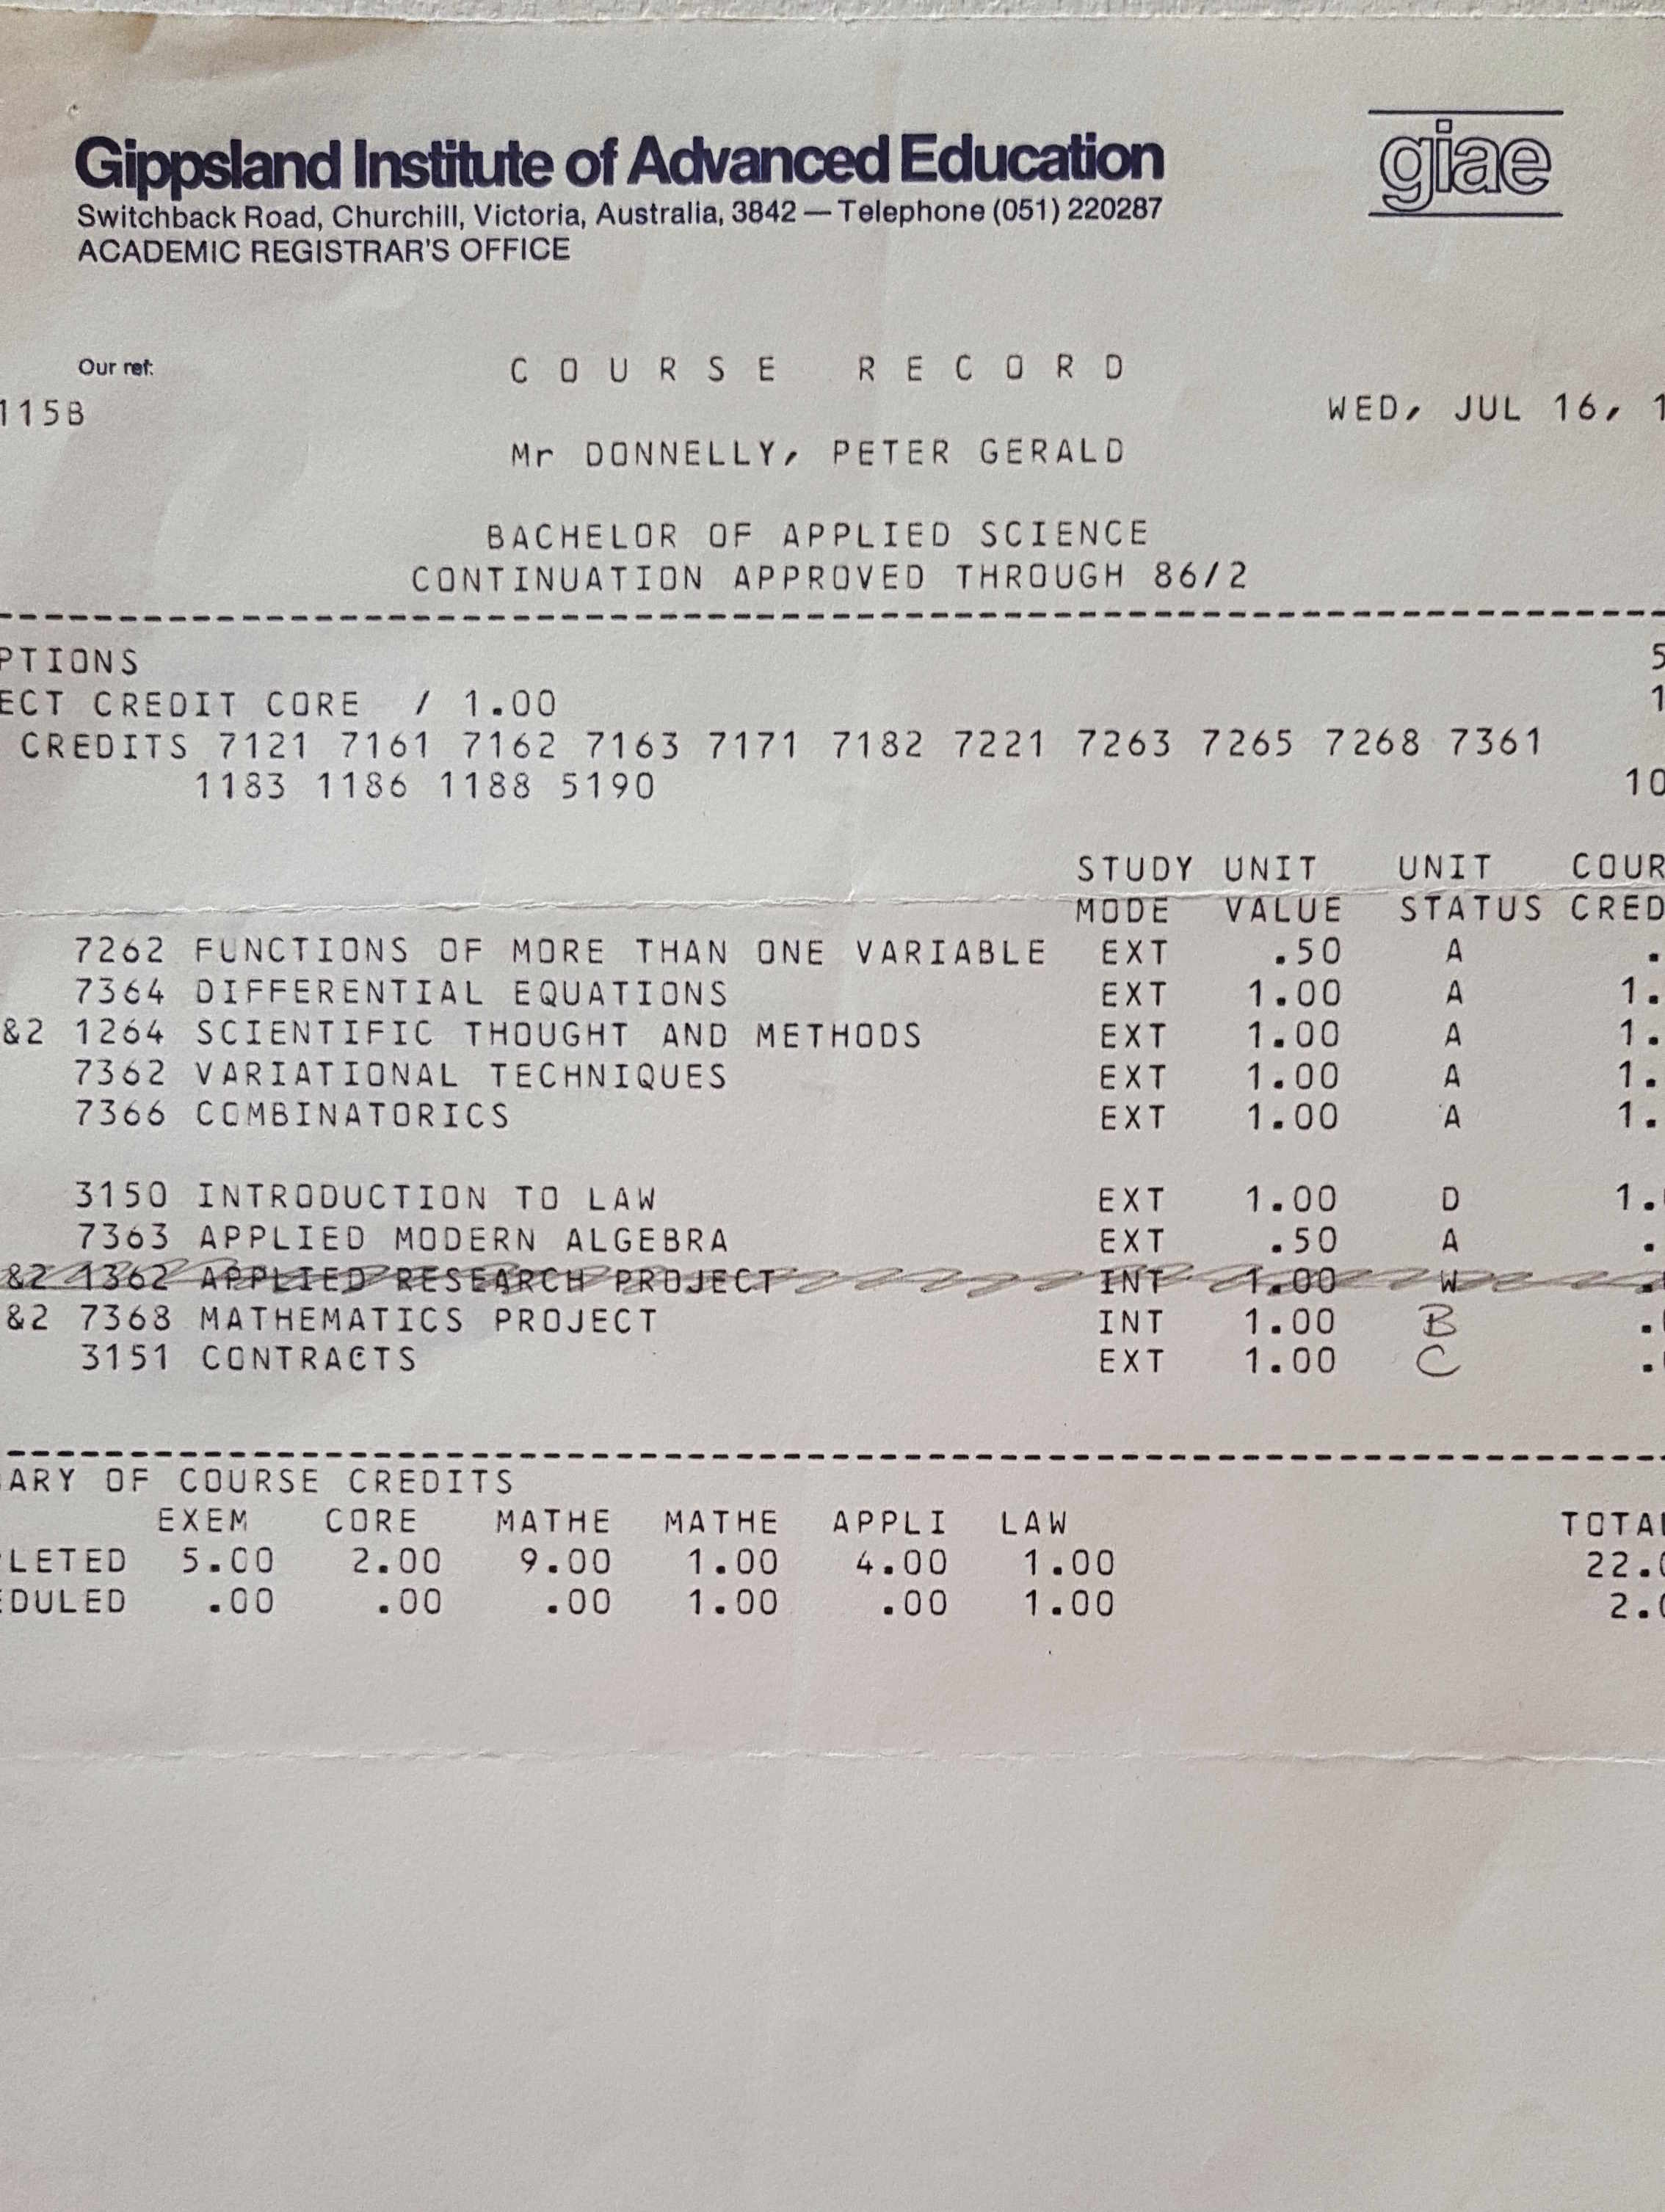 Gippsland Institute of Advanced Education
giae
Switchback Road, Churchill, Victoria, Australia, 3842 — Telephone (051) 220287
ACADEMIC REGISTRAR'S OFFICE
Our ref:
COURSE RECORD
115B WED, JUL 16, 1
Mr DONNELLY, PETER GERALD
BACHELOR OF APPLIED SCIENCE
CONTINUATION APPROVED THROUGH 86/2
PTIONS 5
ECT CREDIT CORE / 1.00 1
CREDITS 7121 7161 7162 7163 7171 7182 7221 7263 7265 7268 7361
1183 1186 1188 5190 10
STUDY UNIT UNIT COUR
MODE VALUE STATUS CRED
7262 FUNCTIONS OF MORE THAN ONE VARIABLE EXT .50 A .
7364 DIFFERENTIAL EQUATIONS EXT 1.00 A 1.
&2 1264 SCIENTIFIC THOUGHT AND METHODS EXT 1.00 A 1.
7362 VARIATIONAL TECHNIQUES EXT 1.00 A 1.
7366 COMBINATORICS EXT 1.00 A 1.
3150 INTRODUCTION TO LAW EXT 1.00 D 1.
7363 APPLIED MODERN ALGEBRA EXT .50 A .
&2 1362 APPLIED RESEARCH PROJECT INT 1.00 W .
&2 7368 MATHEMATICS PROJECT INT 1.00 B .
3151 CONTRACTS EXT 1.00 C .
ARY OF COURSE CREDITS
EXEM CORE MATHE MATHE APPLI LAW TOTA
LETED 5.00 2.00 9.00 1.00 4.00 1.00 22.
DULED .00 .00 .00 1.00 .00 1.00 2.